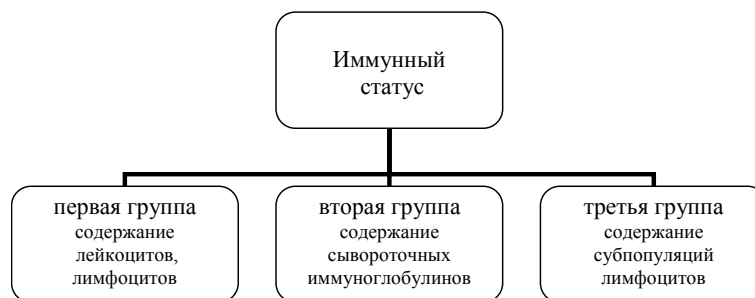 Иммунный
статус
первая группа
содержание
лейкоцитов,
лимфоцитов
вторая группа
содержание
сывороточных
иммуноглобулинов
третья группа
содержание
субпопуляций
лимфоцитов